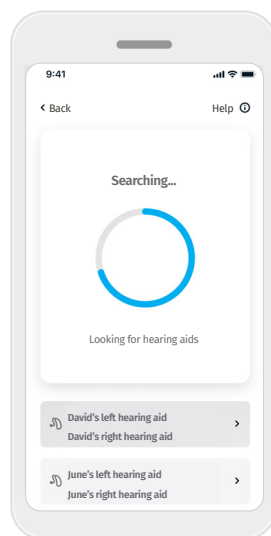 9:41
Back
Help
Searching...
Looking for hearing aids
David's left hearing aid
David's right hearing aid
June's left hearing aid
June's right hearing aid